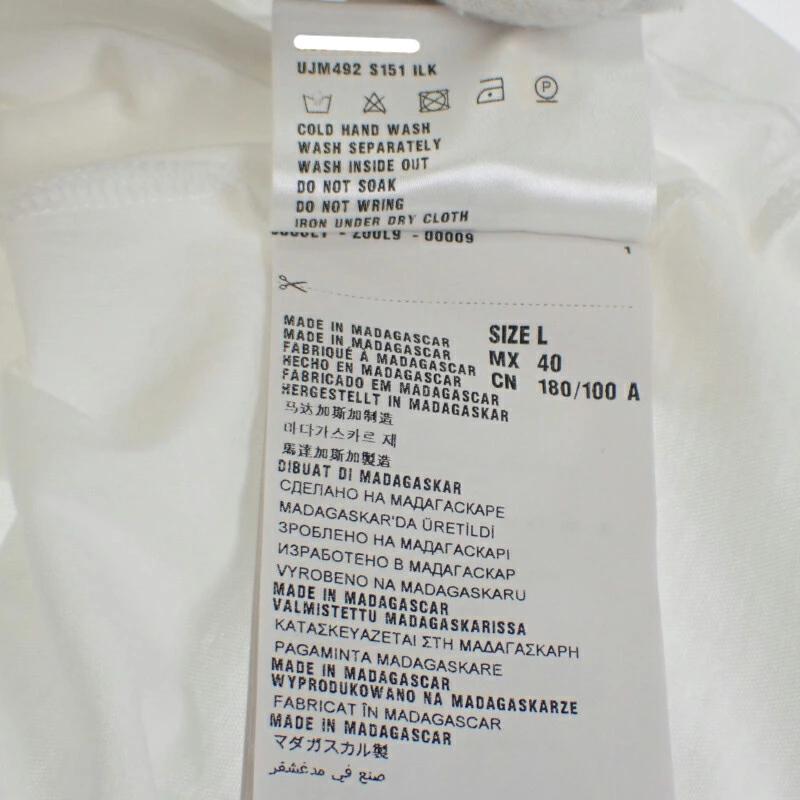 UJM492 S151 ILK
P
COLD HAND WASH
WASH SEPARATELY
WASH INSIDE OUT
DO NOT SOAK
DO NOT WRING
IRON UNDER DRY CLOTH
- 00009
1
SIZE L
MX 40
CN 180/100 A
MADE IN MADAGASCAR
MADE IN MADAGASCAR
FABRIQUÉ À MADAGASCAR
HECHO EN MADAGASCAR
FABRICADO EM MADAGASCAR
HERGESTELLT IN MADAGASKAR
马达加斯加制造
마다가스카르 제
馬達加斯加製造
DIBUAT DI MADAGASKAR
СДЕЛАНО НА МАДАГАСКАРЕ
MADAGASKAR'DA ÜRETİLDİ
ЗРОБЛЕНО НА МАДАГАСКАРІ
ИЗРАБОТЕНО В МАДАГАСКАР
VYROBENO NA MADAGASKARU
MADE IN MADAGASCAR
VALMISTETTU MADAGASKARISSA
ΚΑΤΑΣΚΕΥΑΖΕΤΑΙ ΣΤΗ ΜΑΔΑΓΑΣΚΑΡΗ
PAGAMINTA MADAGASKARE
MADE IN MADAGASCAR
WYPRODUKOWANO NA MADAGASKARZE
FABRICAT ÎN MADAGASCAR
MADE IN MADAGASCAR
マダガスカル製
صنع في مدغشقر